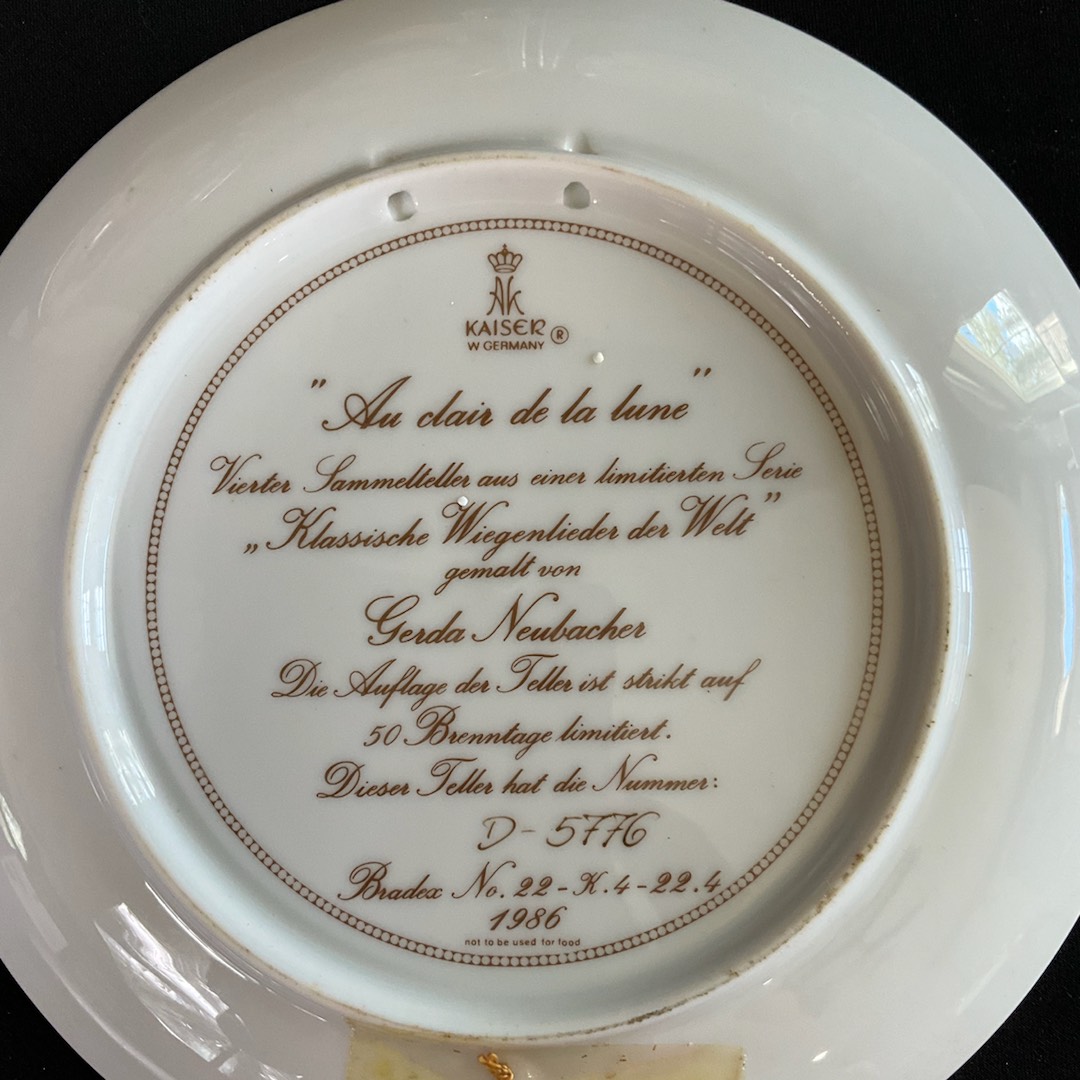 AK
KAISER ®
W GERMANY
"Au clair de la lune"
Vierter Sammelteller aus einer limitierten Serie
„Klassische Wiegenlieder der Welt”
gemalt von
Gerda Neubacher
Die Auflage der Teller ist strikt auf
50 Brenntage limitiert.
Dieser Teller hat die Nummer:
D-5776
Bradex No. 22-K.4-22.4
1986
not to be used for food